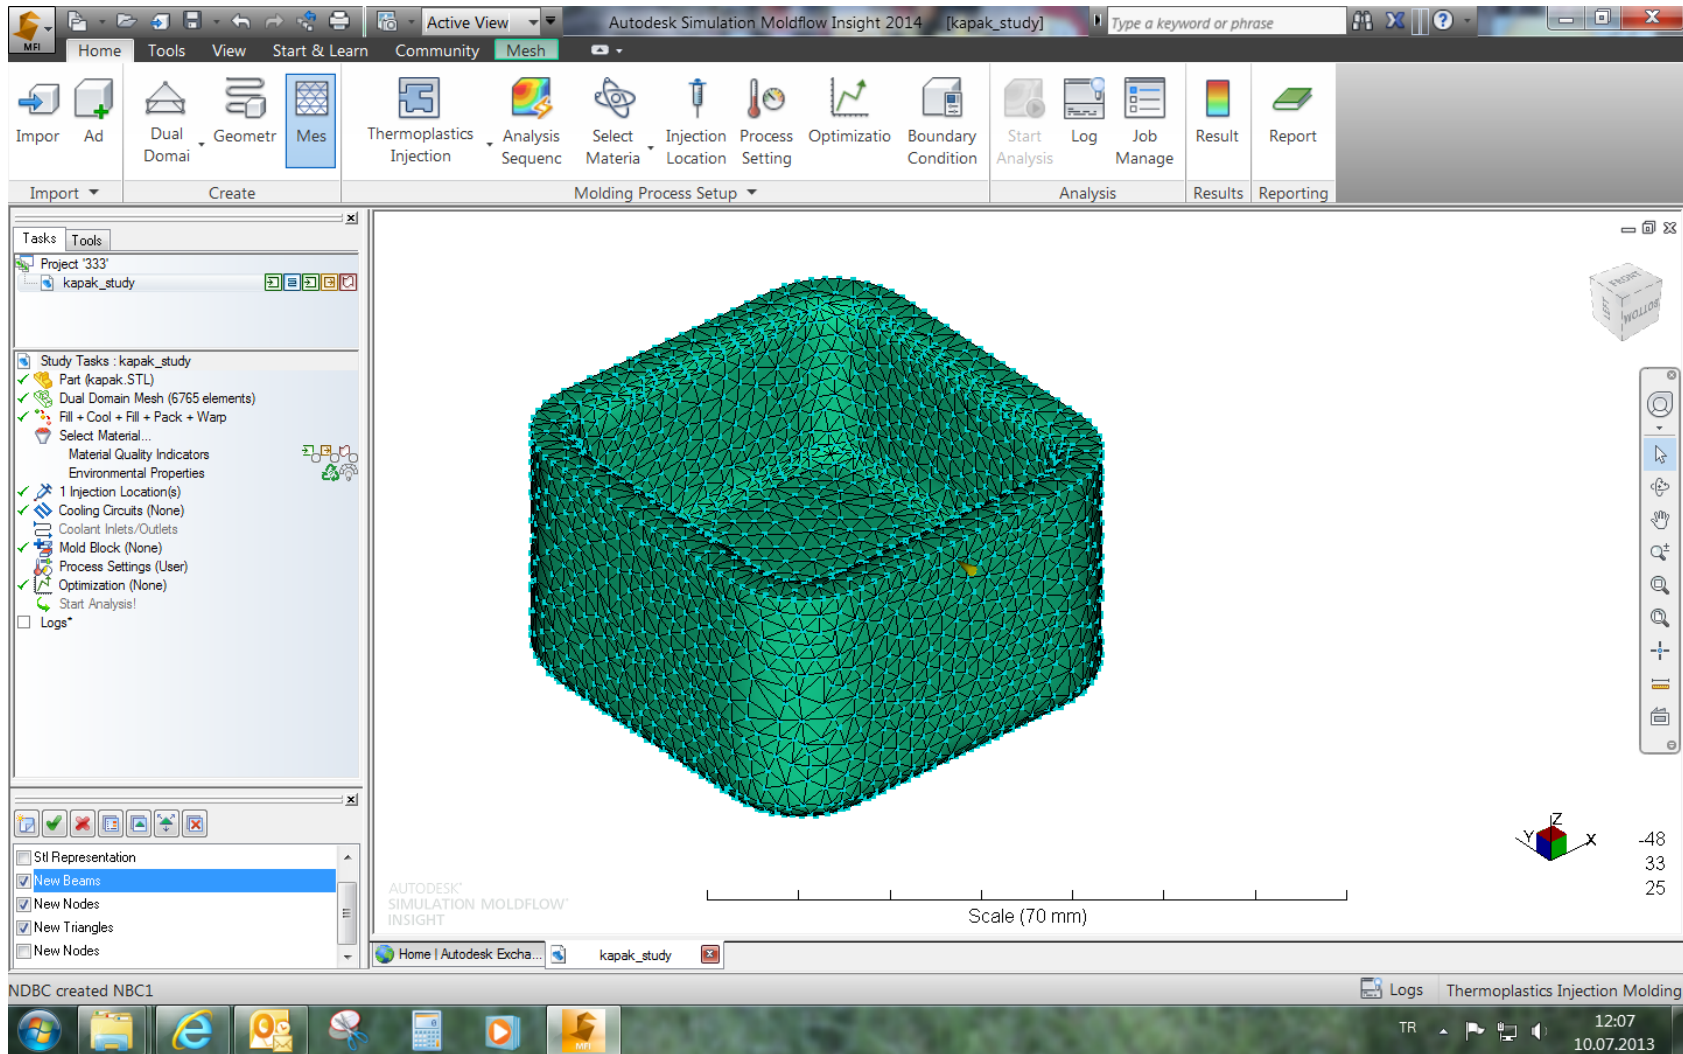 Active View
Autodesk Simulation Moldflow Insight 2014 [kapak_study]
Type a keyword or phrase
MFI
Home Tools View Start & Learn Community Mesh
Impor
Ad
Dual
Domai
Geometr
Mes
Thermoplastics
Injection
Analysis
Sequenc
Select
Materia
Injection
Location
Process
Setting
Optimizatio
Boundary
Condition
Start
Analysis
Log
Job
Manage
Result
Report
Import Create Molding Process Setup Analysis Results Reporting
Tasks Tools
Project '333'
kapak_study
Study Tasks : kapak_study
Part (kapak.STL)
Dual Domain Mesh (6765 elements)
Fill + Cool + Fill + Pack + Warp
Select Material...
Material Quality Indicators
Environmental Properties
1 Injection Location(s)
Cooling Circuits (None)
Coolant Inlets/Outlets
Mold Block (None)
Process Settings (User)
Optimization (None)
Start Analysis!
Logs*
Stl Representation
New Beams
New Nodes
New Triangles
New Nodes
FRONT
LEFT
BOTTOM
AUTODESK®
SIMULATION MOLDFLOW®
INSIGHT
Scale (70 mm)
Z
Y
X
-48
33
25
Home | Autodesk Excha...
kapak_study
NDBC created NBC1
Logs
Thermoplastics Injection Molding
MFI
TR
12:07
10.07.2013